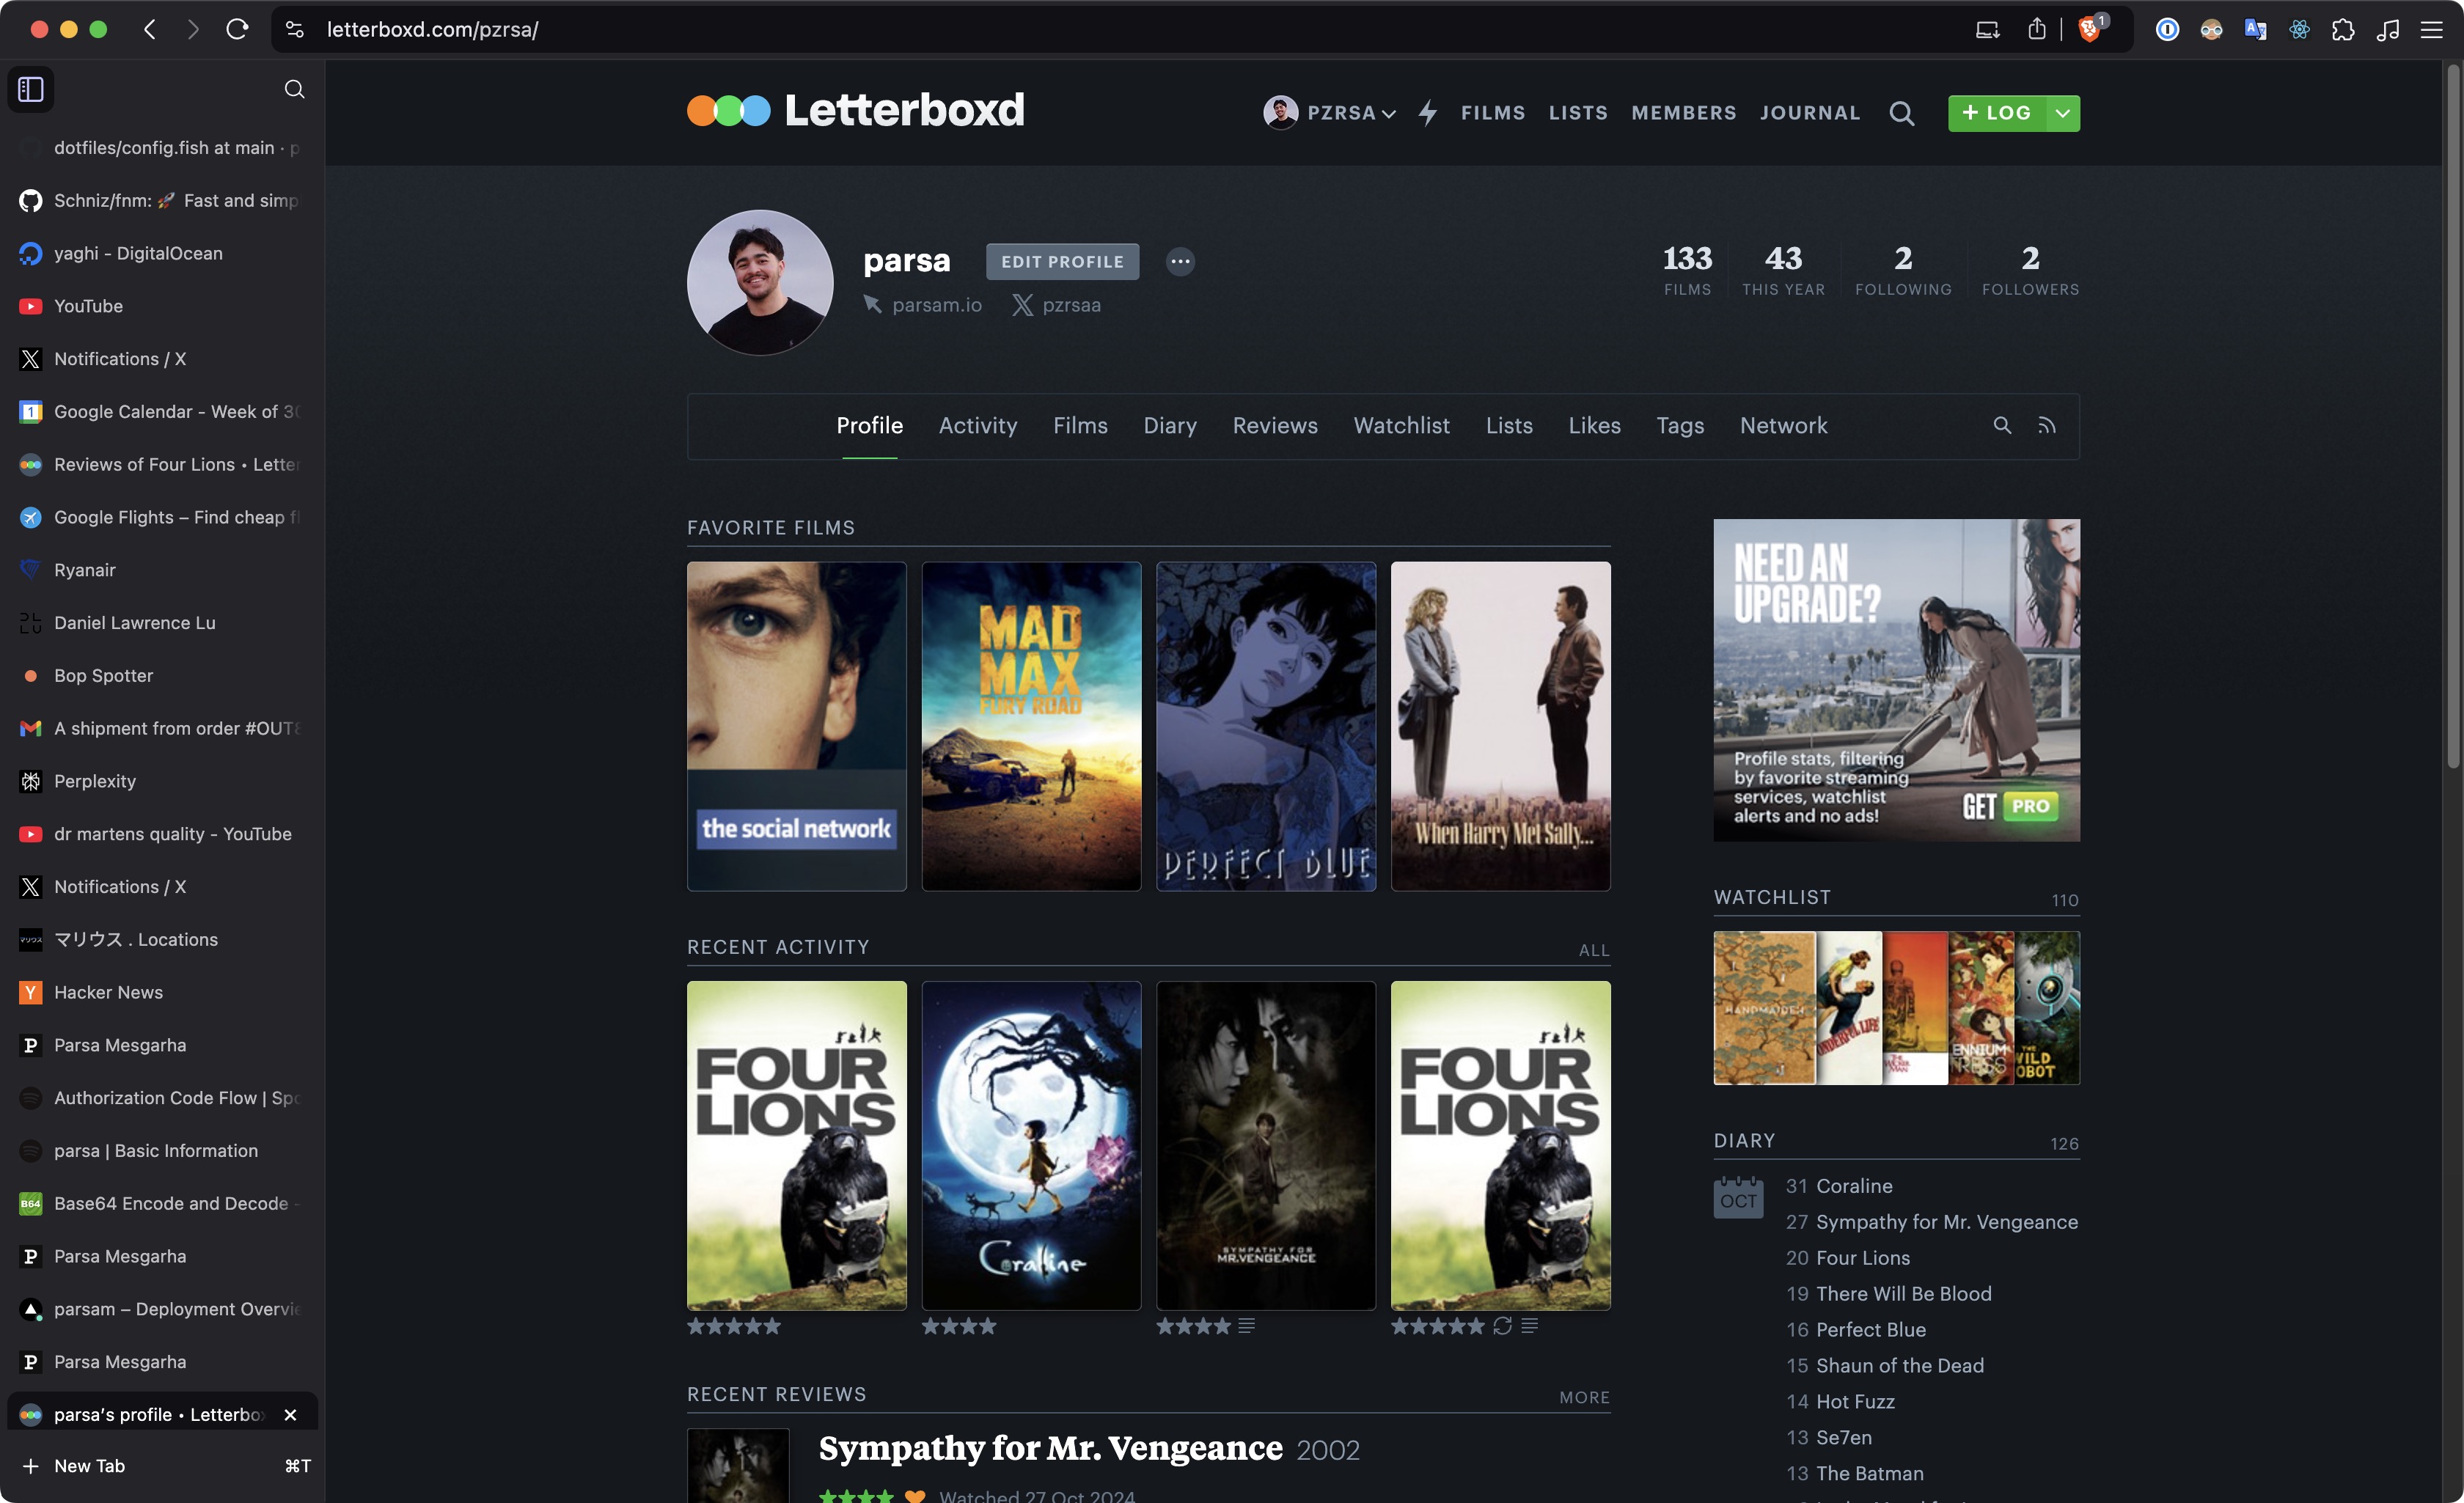 letterboxd.com/pzrsa/
1
dotfiles/config.fish at main · p
Schniz/fnm: 🚀 Fast and simp
yaghi - DigitalOcean
YouTube
Notifications / X
Google Calendar - Week of 30
Reviews of Four Lions • Letter
Google Flights – Find cheap fl
Ryanair
Daniel Lawrence Lu
Bop Spotter
A shipment from order #OUT8
Perplexity
dr martens quality - YouTube
Notifications / X
マリウス . Locations
Hacker News
Parsa Mesgarha
Authorization Code Flow | Spo
parsa | Basic Information
B64 Base64 Encode and Decode -
Parsa Mesgarha
parsam – Deployment Overvie
Parsa Mesgarha
parsa's profile • Letterbox
New Tab ⌘T
Letterboxd
PZRSA FILMS LISTS MEMBERS JOURNAL + LOG
parsa EDIT PROFILE
parsam.io pzrsaa
133 43 2 2
FILMS THIS YEAR FOLLOWING FOLLOWERS
Profile Activity Films Diary Reviews Watchlist Lists Likes Tags Network
FAVORITE FILMS
the social network
MAD
MAX
FURY ROAD
PERFECT BLUE
When Harry Met Sally...
RECENT ACTIVITY ALL
FOUR
LIONS
Coraline
SYMPATHY FOR
MR.VENGEANCE
FOUR
LIONS
RECENT REVIEWS MORE
Sympathy for Mr. Vengeance 2002
Watched 27 Oct 2024
NEED AN
UPGRADE?
Profile stats, filtering
by favorite streaming
services, watchlist
alerts and no ads!
GET PRO
WATCHLIST 110
HANDMAIDEN
DIARY 126
OCT
31 Coraline
27 Sympathy for Mr. Vengeance
20 Four Lions
19 There Will Be Blood
16 Perfect Blue
15 Shaun of the Dead
14 Hot Fuzz
13 Se7en
13 The Batman